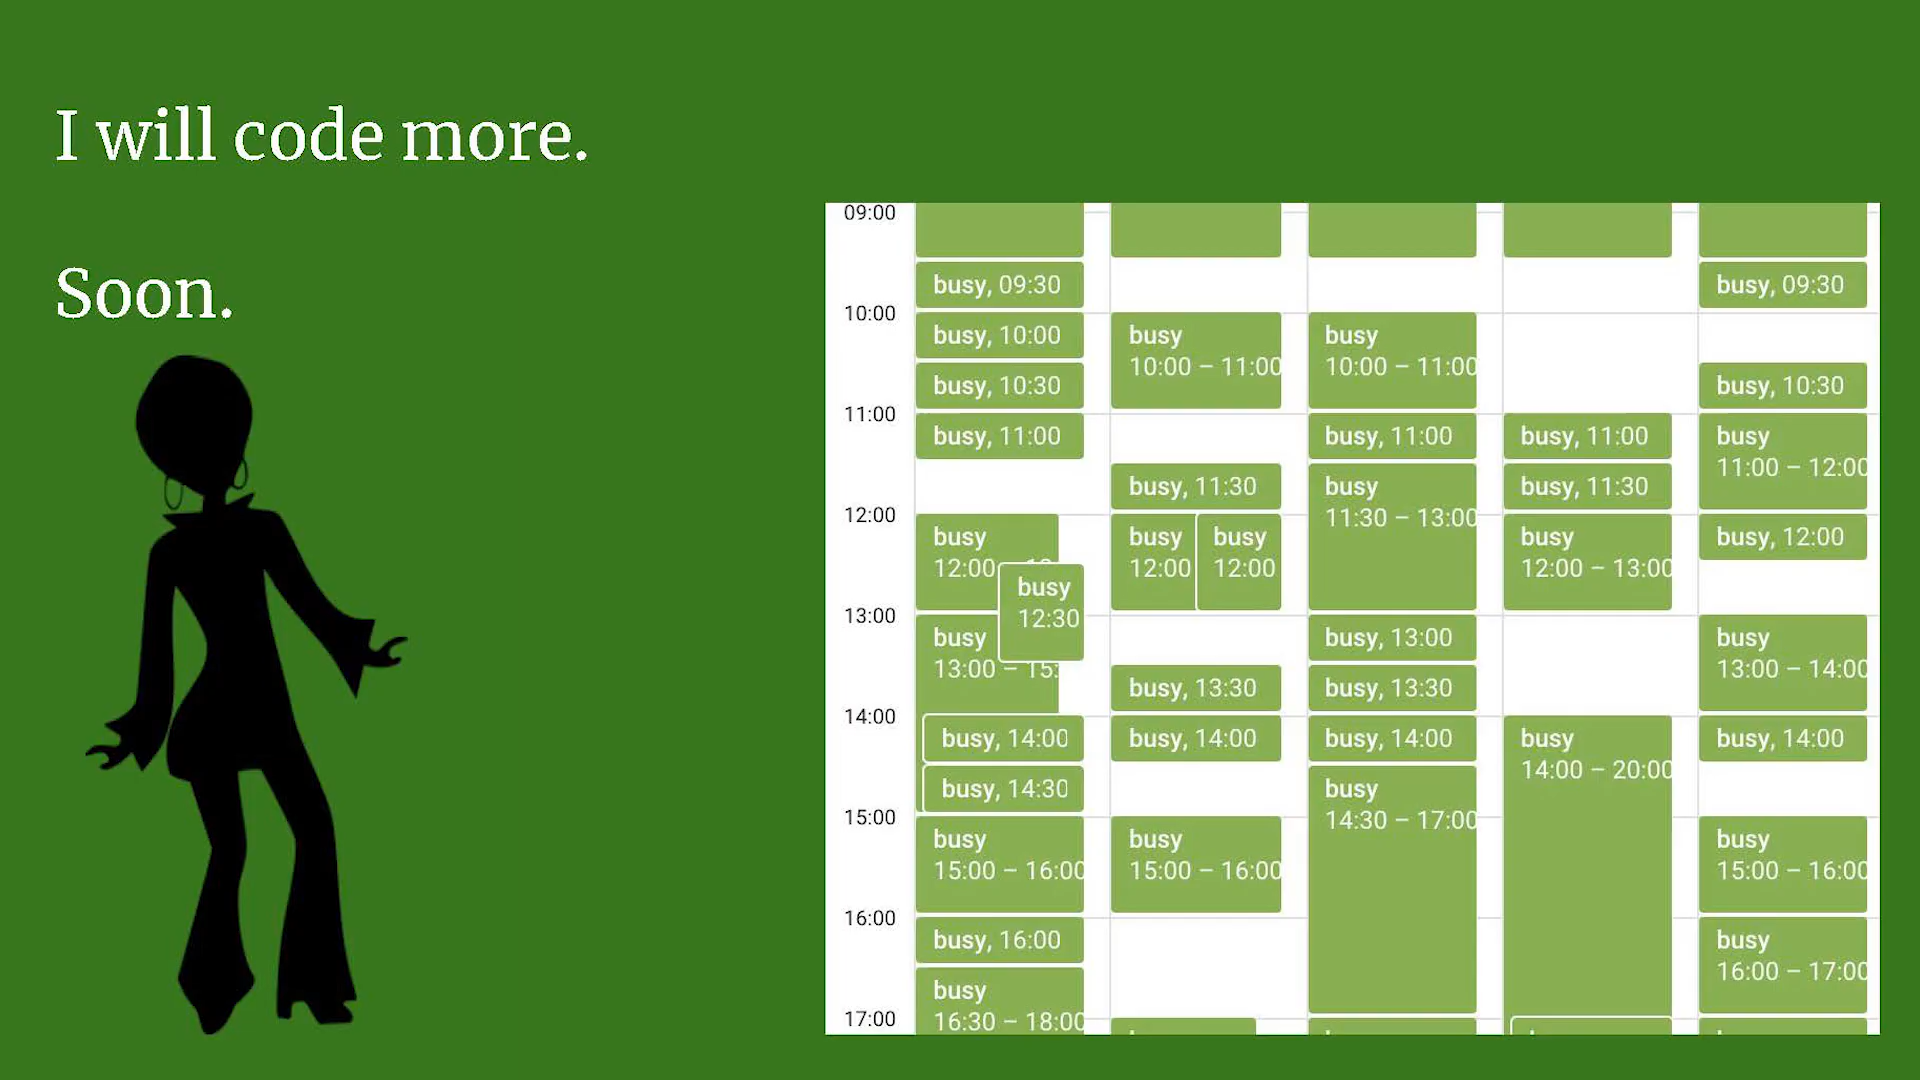 I will code more.
Soon.
09:00
10:00
11:00
12:00
13:00
14:00
15:00
16:00
17:00
busy, 09:30
busy, 10:00
busy, 10:30
busy, 11:00
busy
12:00
busy
12:30
busy
13:00 – 15:
busy, 14:00
busy, 14:30
busy
15:00 – 16:00
busy, 16:00
busy
16:30 – 18:00
busy
10:00 – 11:00
busy, 11:30
busy
12:00
busy
12:00
busy, 13:30
busy, 14:00
busy
15:00 – 16:00
busy
10:00 – 11:00
busy, 11:00
busy
11:30 – 13:00
busy, 13:00
busy, 13:30
busy, 14:00
busy
14:30 – 17:00
busy, 11:00
busy, 11:30
busy
12:00 – 13:00
busy
14:00 – 20:00
busy, 09:30
busy, 10:30
busy
11:00 – 12:00
busy, 12:00
busy
13:00 – 14:00
busy, 14:00
busy
15:00 – 16:00
busy
16:00 – 17:00